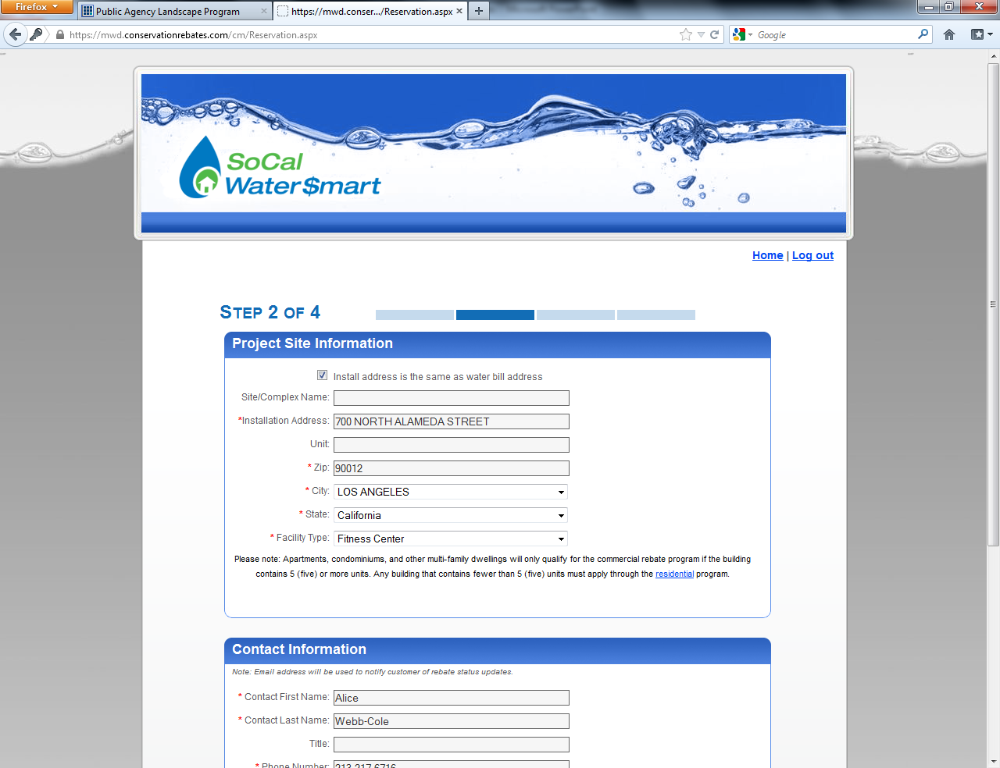 Firefox
Public Agency Landscape Program
https://mwd.conser.../Reservation.aspx
https://mwd.conservationrebates.com/cm/Reservation.aspx
Google
SoCal
Water$mart
Home | Log out
STEP 2 OF 4
Project Site Information
Install address is the same as water bill address
Site/Complex Name:
*Installation Address: 700 NORTH ALAMEDA STREET
Unit:
* Zip: 90012
* City: LOS ANGELES
* State: California
* Facility Type: Fitness Center
Please note: Apartments, condominiums, and other multi-family dwellings will only qualify for the commercial rebate program if the building
contains 5 (five) or more units. Any building that contains fewer than 5 (five) units must apply through the residential program.
Contact Information
Note: Email address will be used to notify customer of rebate status updates.
* Contact First Name: Alice
* Contact Last Name: Webb-Cole
Title:
* Phone Number: 213 217 6716